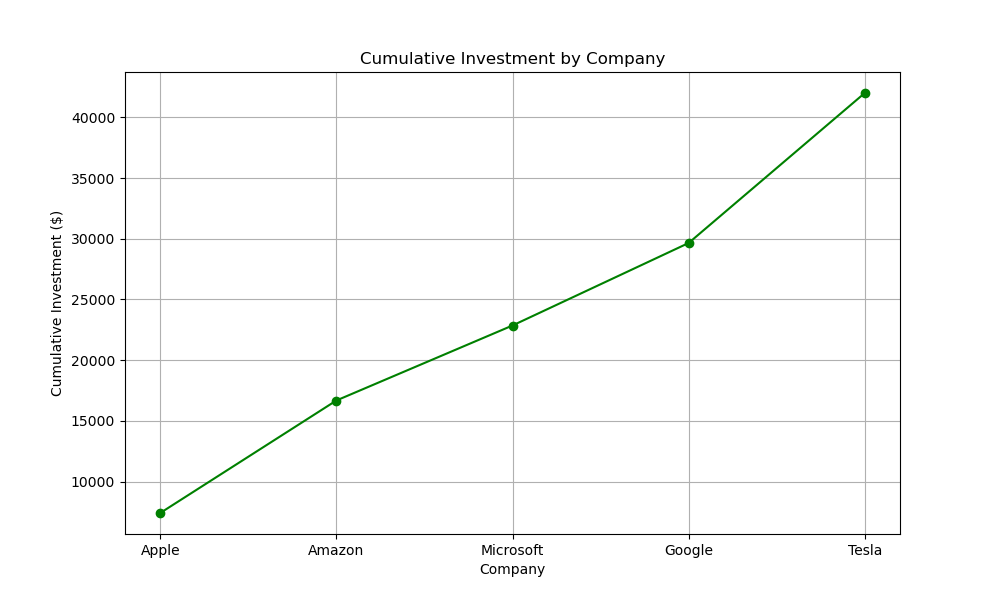 Cumulative Investment by Company
Cumulative Investment ($)
40000
35000
30000
25000
20000
15000
10000
Apple Amazon Microsoft Google Tesla
Company